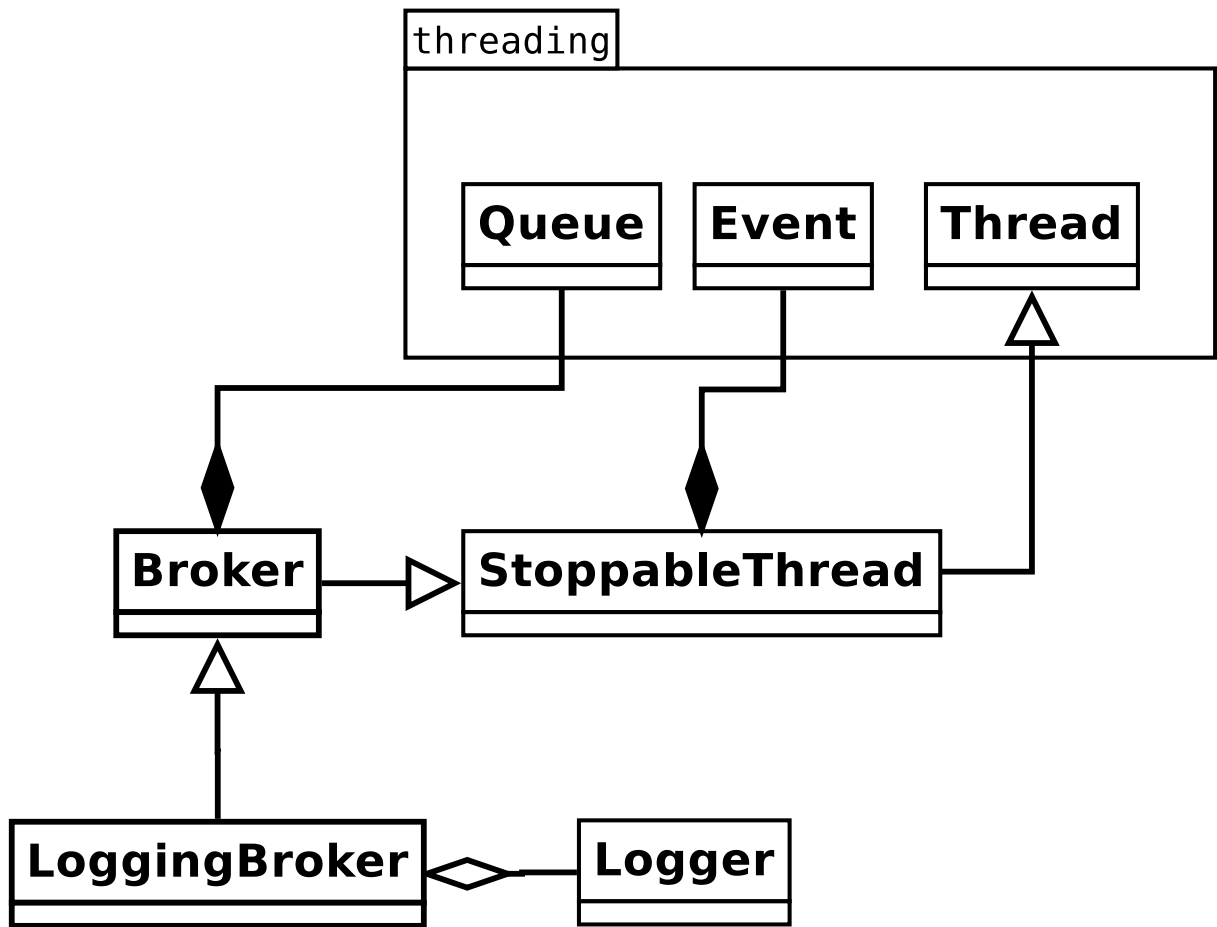 threading
Queue
Event
Thread
Broker
StoppableThread
LoggingBroker
Logger